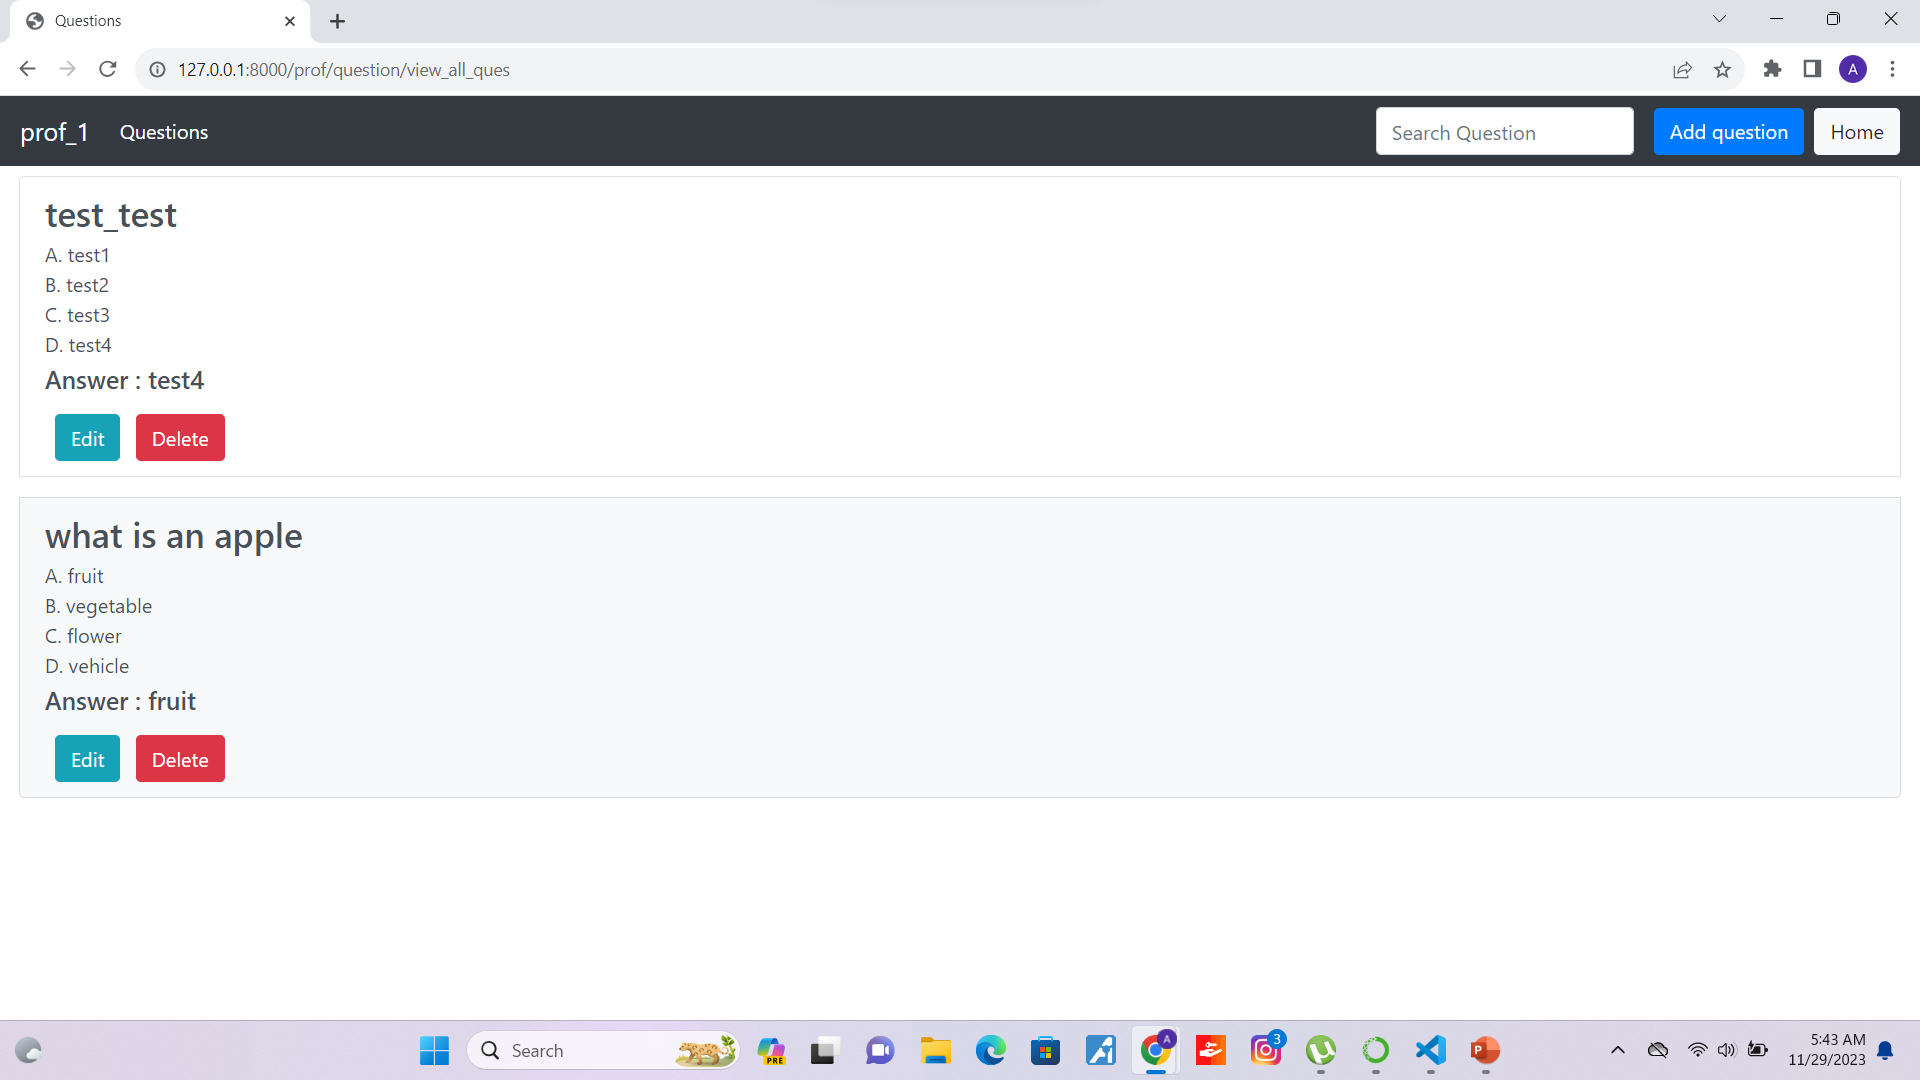 Questions
127.0.0.1:8000/prof/question/view_all_ques
A
prof_1 Questions Search Question Add question Home
test_test
A. test1
B. test2
C. test3
D. test4
Answer : test4
Edit Delete
what is an apple
A. fruit
B. vegetable
C. flower
D. vehicle
Answer : fruit
Edit Delete
Search PRE A 3 P 5:43 AM
11/29/2023